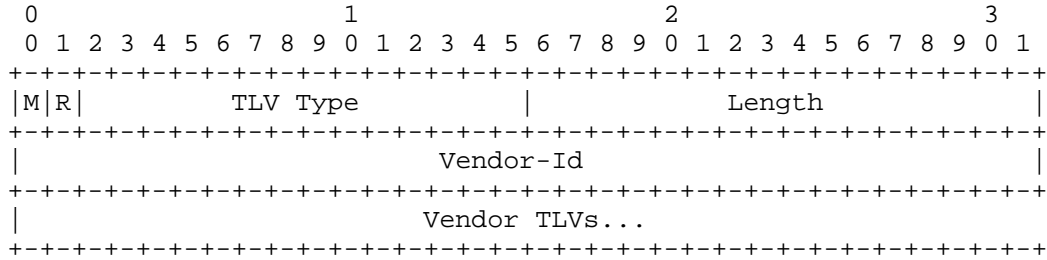 0                   1                   2                   3
 0 1 2 3 4 5 6 7 8 9 0 1 2 3 4 5 6 7 8 9 0 1 2 3 4 5 6 7 8 9 0 1
+-+-+-+-+-+-+-+-+-+-+-+-+-+-+-+-+-+-+-+-+-+-+-+-+-+-+-+-+-+-+-+-+
|M|R|         TLV Type          |            Length             |
+-+-+-+-+-+-+-+-+-+-+-+-+-+-+-+-+-+-+-+-+-+-+-+-+-+-+-+-+-+-+-+-+
|                          Vendor-Id                            |
+-+-+-+-+-+-+-+-+-+-+-+-+-+-+-+-+-+-+-+-+-+-+-+-+-+-+-+-+-+-+-+-+
|                         Vendor TLVs...
+-+-+-+-+-+-+-+-+-+-+-+-+-+-+-+-+-+-+-+-+-+-+-+-+-+-+-+-+-+-+-+-+